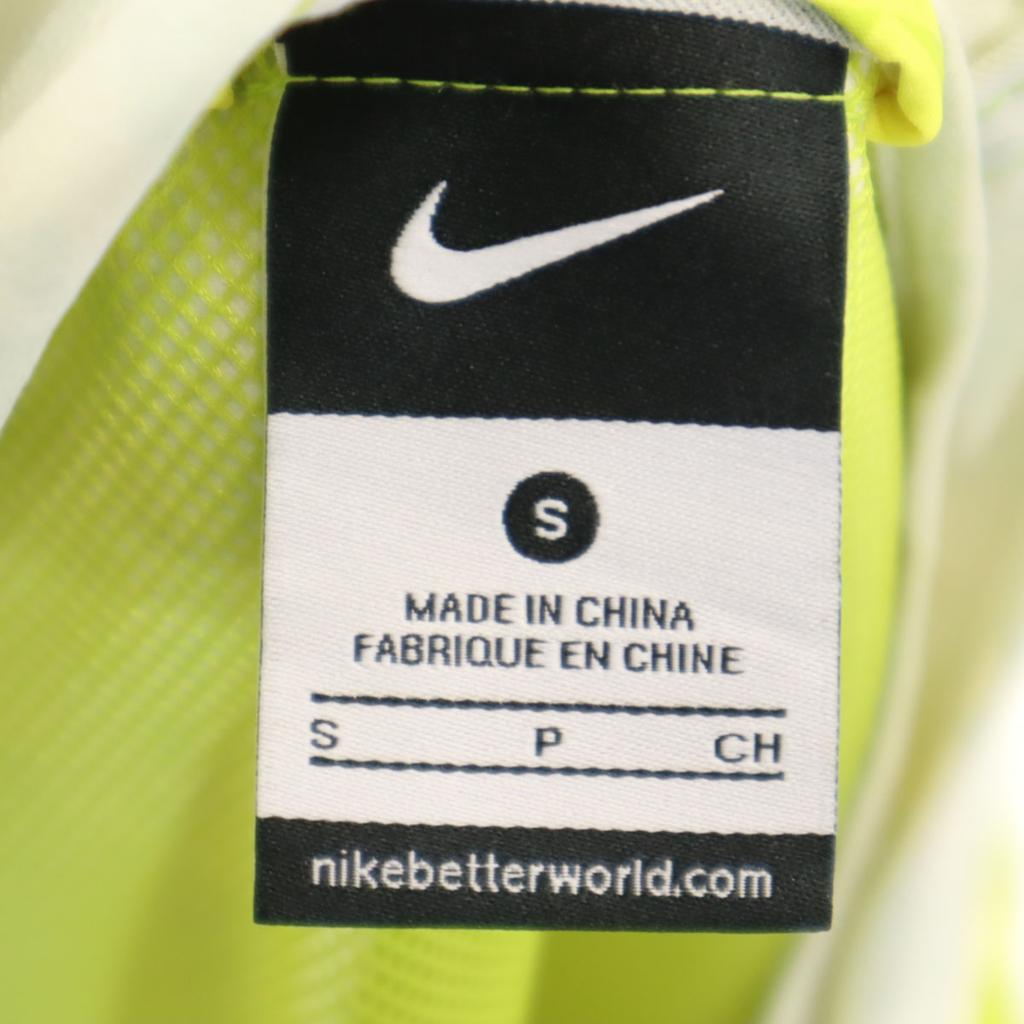 S
MADE IN CHINA
FABRIQUE EN CHINE
S P CH
nikebetterworld.com